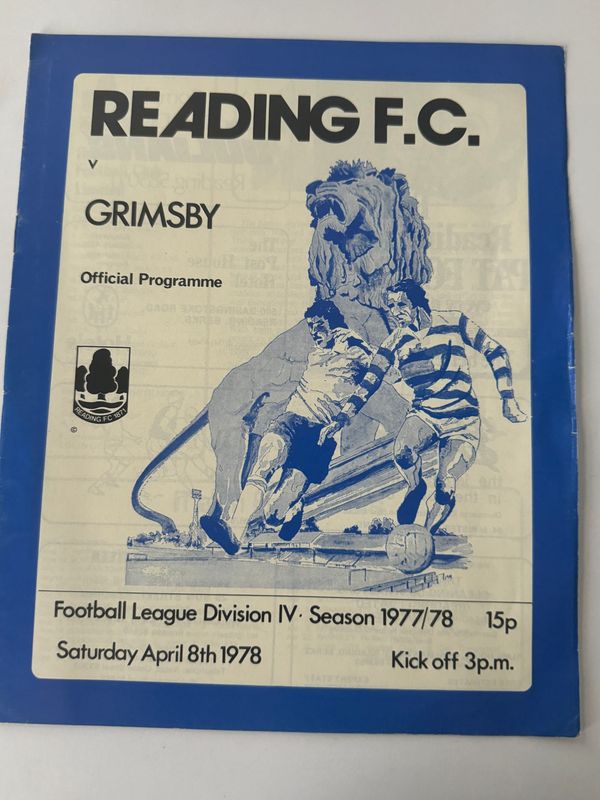 READING F.C.
v
GRIMSBY
Official Programme
READING FC 1871
©
Football League Division IV · Season 1977/78 15p
Saturday April 8th 1978 Kick off 3p.m.